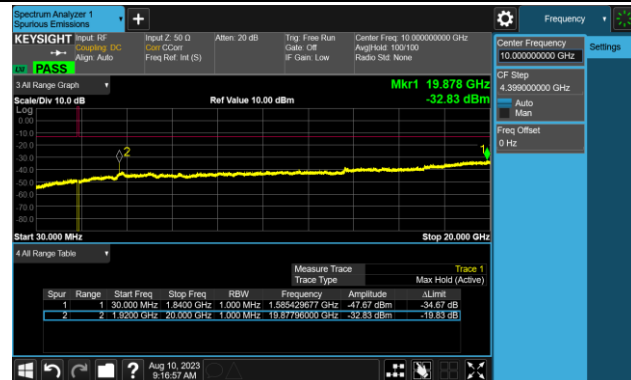 Spectrum Analyzer 1
Spurious Emissions
Frequency
KEYSIGHT Input: RF Input Z: 50 Ω Atten: 20 dB Trig: Free Run Center Freq: 10.000000000 GHz
Coupling: DC Corr CCorr Gate: Off Avg|Hold: 100/100
Align: Auto Freq Ref: Int (S) IF Gain: Low Radio Std: None
PASS
Center Frequency
10.000000000 GHz
Settings
CF Step
4.399000000 GHz
Auto
Man
Freq Offset
0 Hz
3 All Range Graph
Mkr1 19.878 GHz
Scale/Div 10.0 dB Ref Value 10.00 dBm -32.83 dBm
Log
0.00
-10.0
-20.0
-30.0
-40.0
-50.0
-60.0
-70.0
-80.0
2
1
Start 30.000 MHz Stop 20.000 GHz
4 All Range Table
Measure Trace Trace 1
Trace Type Max Hold (Active)
Spur Range Start Freq Stop Freq RBW Frequency Amplitude ΔLimit
1 1 30.000 MHz 1.8400 GHz 1.000 MHz 1.585429677 GHz -47.67 dBm -34.67 dB
2 2 1.9200 GHz 20.000 GHz 1.000 MHz 19.87796000 GHz -32.83 dBm -19.83 dB
Aug 10, 2023
9:16:57 AM